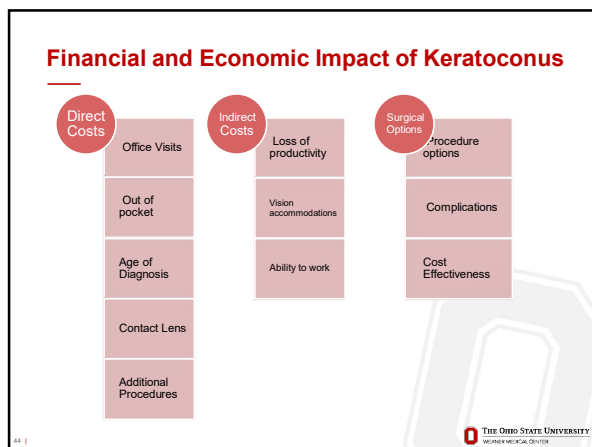 Financial and Economic Impact of Keratoconus
Direct
Costs
Office Visits
Out of
pocket
Age of
Diagnosis
Contact Lens
Additional
Procedures
Indirect
Costs
Loss of
productivity
Vision
accommodations
Ability to work
Surgical
Options
Procedure
options
Complications
Cost
Effectiveness
44 |
THE OHIO STATE UNIVERSITY
WEXNER MEDICAL CENTER